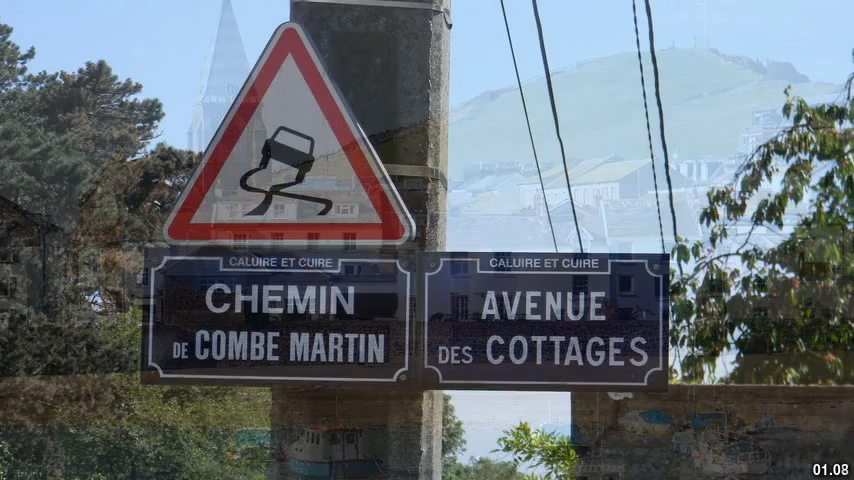 CALUIRE ET CUIRE
CHEMIN
DE COMBE MARTIN
CALUIRE ET CUIRE
AVENUE
DES COTTAGES
01.08